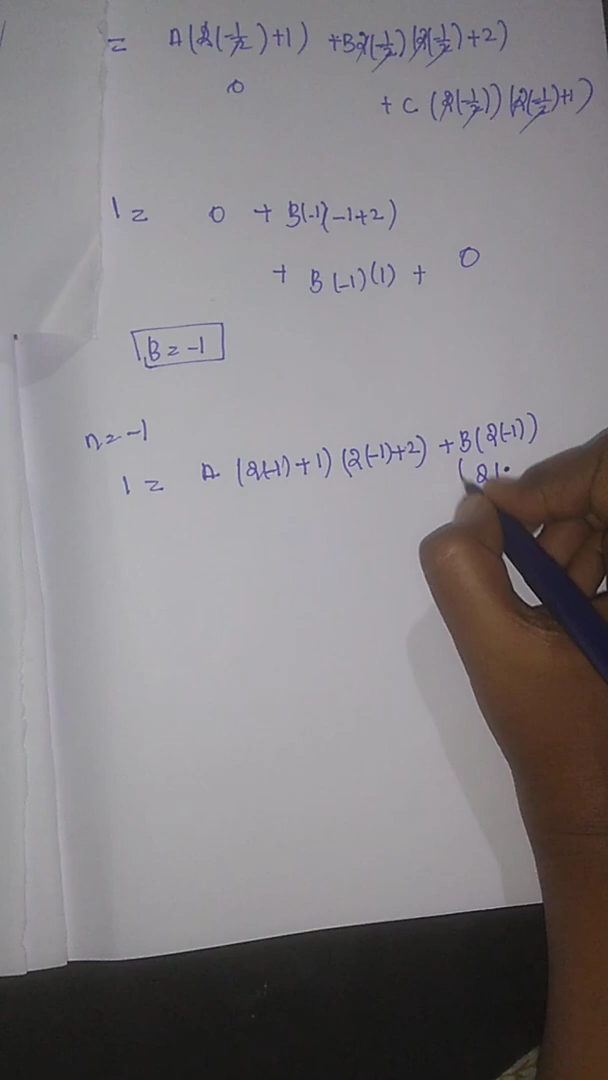 = A(2(-1/2)+1) + B2(-1/2)(2(-1/2)+2)
0
+ C (2(-1/2)) (2(-1/2)+1)
1 = 0 + B(-1)(-1+2)
+ B(-1)(1) + 0
B = -1
n = -1
1 = A (2(-1)+1) (2(-1)+2) + B(2(-1))
(2(